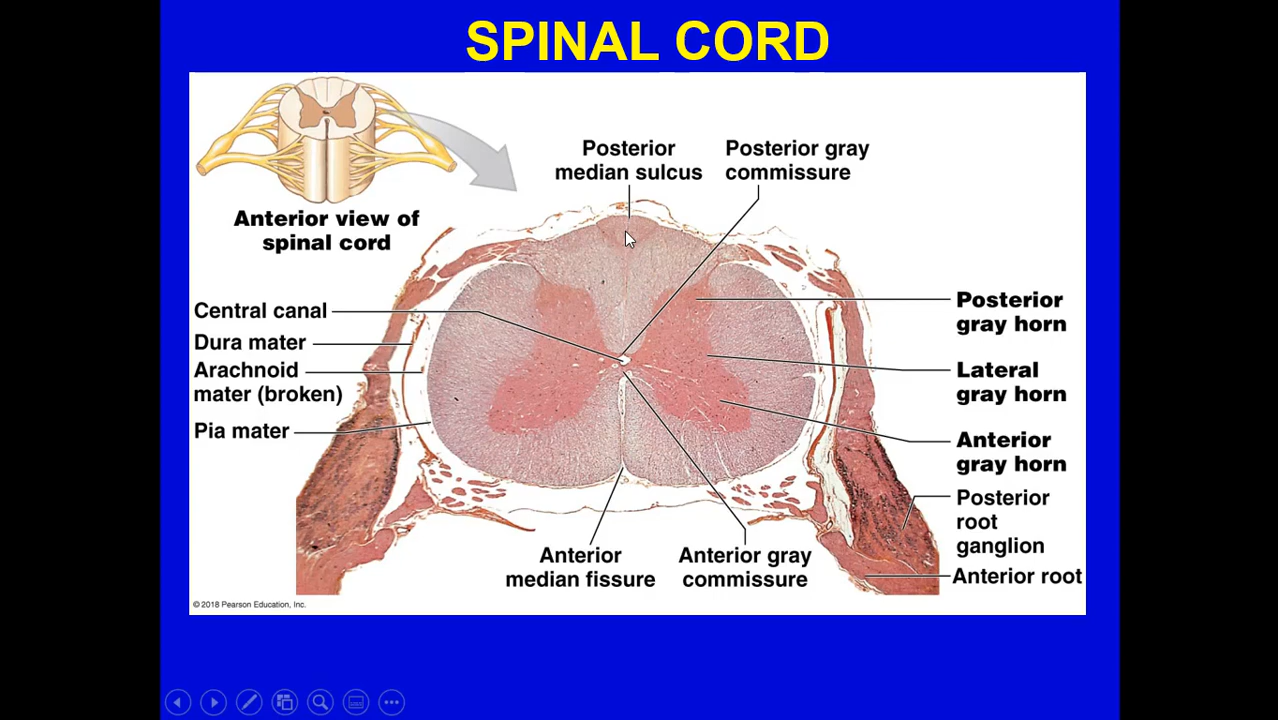 SPINAL CORD
Anterior view of
spinal cord
Posterior
median sulcus
Posterior gray
commissure
Central canal
Dura mater
Arachnoid
mater (broken)
Pia mater
Posterior
gray horn
Lateral
gray horn
Anterior
gray horn
Posterior
root
ganglion
Anterior root
Anterior
median fissure
Anterior gray
commissure
© 2018 Pearson Education, Inc.